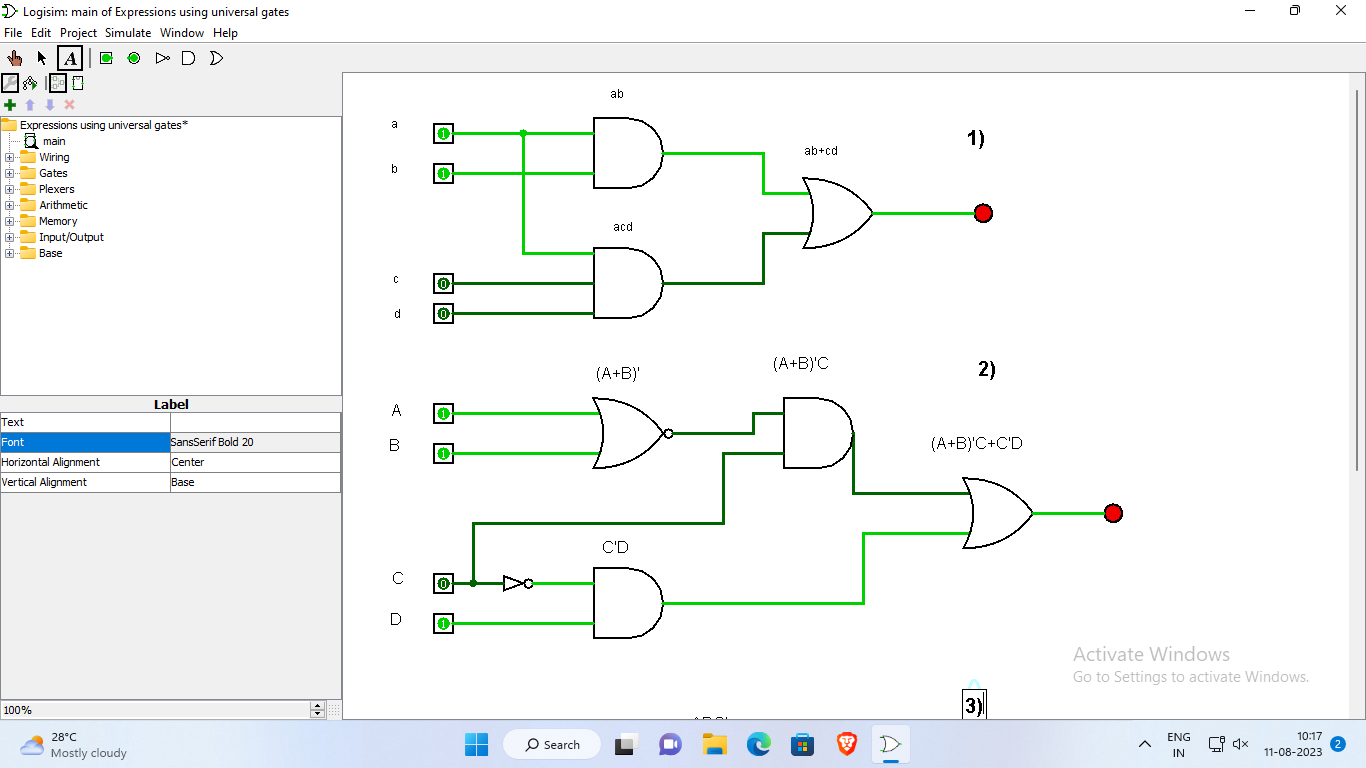 Logisim: main of Expressions using universal gates
File Edit Project Simulate Window Help
A
Expressions using universal gates*
main
Wiring
Gates
Plexers
Arithmetic
Memory
Input/Output
Base
Label
Text
Font SansSerif Bold 20
Horizontal Alignment Center
Vertical Alignment Base
100%
ab
a 1
b 1
ab+cd
1)
acd
c 0
d 0
(A+B)'
(A+B)'C
2)
A 1
B 1
(A+B)'C+C'D
C'D
C 0
D 1
3)
Activate Windows
Go to Settings to activate Windows.
28°C
Mostly cloudy
Search
ENG
IN
10:17
11-08-2023
2